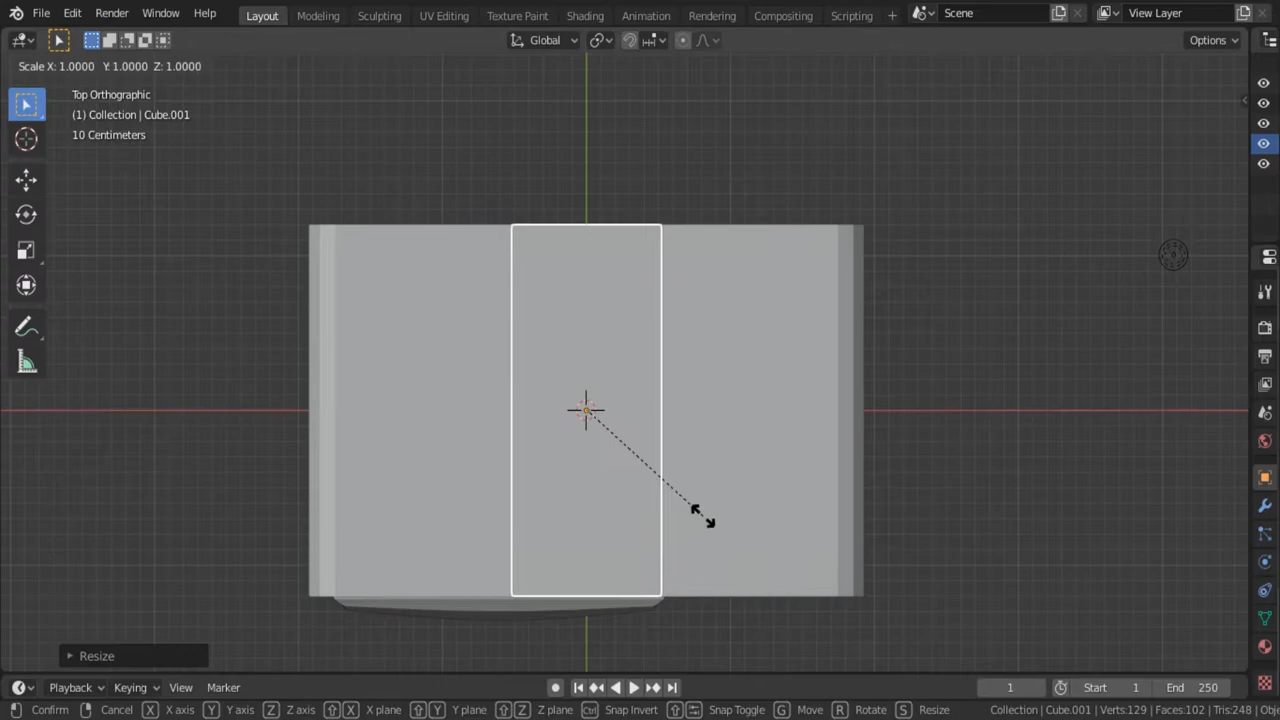 File Edit Render Window Help Layout Modeling Sculpting UV Editing Texture Paint Shading Animation Rendering Compositing Scripting + Scene View Layer
Global Options
Scale X: 1.0000 Y: 1.0000 Z: 1.0000
Top Orthographic
(1) Collection | Cube.001
10 Centimeters
Resize
Playback Keying View Marker 1 Start 1 End 250
Confirm Cancel X X axis Y Y axis Z Z axis X X plane Y Y plane Z Z plane Ctrl Snap Invert Snap Toggle G Move R Rotate S Resize Collection | Cube.001 | Verts:129 | Faces:102 | Tris:248 | Obje